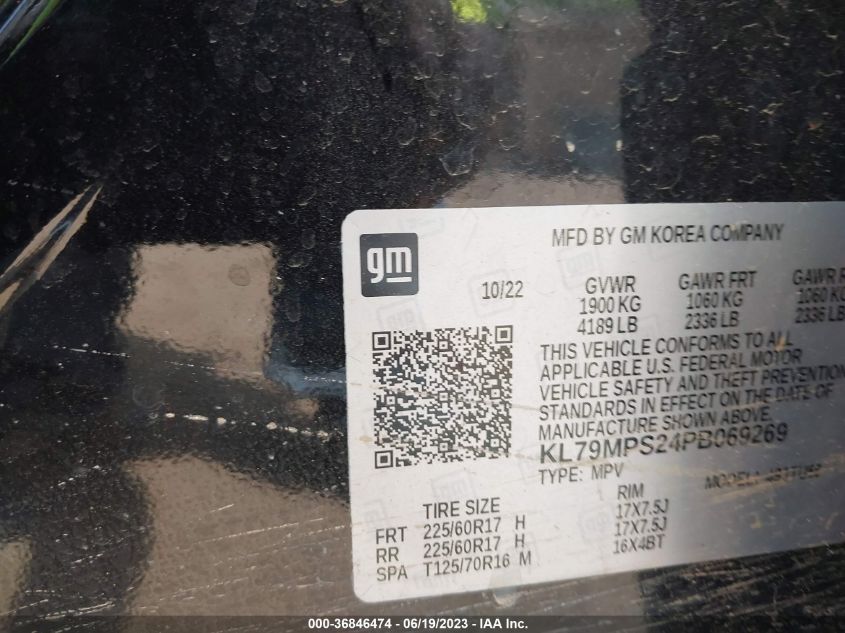 gm
MFD BY GM KOREA COMPANY
10/22
GVWR GAWR FRT GAWR
1900 KG 1060 KG 1060 KG
4189 LB 2336 LB 2336 LB
THIS VEHICLE CONFORMS TO ALL
APPLICABLE U.S. FEDERAL MOTOR
VEHICLE SAFETY AND THEFT PREVENTION
STANDARDS IN EFFECT ON THE DATE OF
MANUFACTURE SHOWN ABOVE.
KL79MPS24PB069269
TYPE: MPV MODEL:
TIRE SIZE RIM
FRT 225/60R17 H 17X7.5J
RR 225/60R17 H 17X7.5J
SPA T125/70R16 M 16X4BT
000-36846474 - 06/19/2023 - IAA Inc.